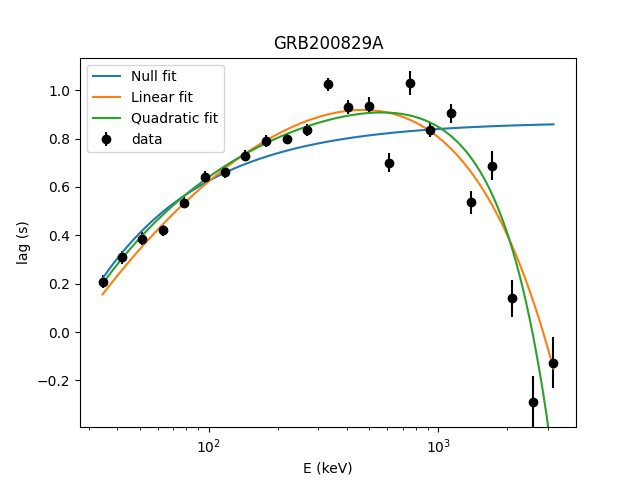 GRB200829A
Null fit
Linear fit
Quadratic fit
data
1.0
0.8
0.6
0.4
0.2
0.0
−0.2
lag (s)
10²
10³
E (keV)